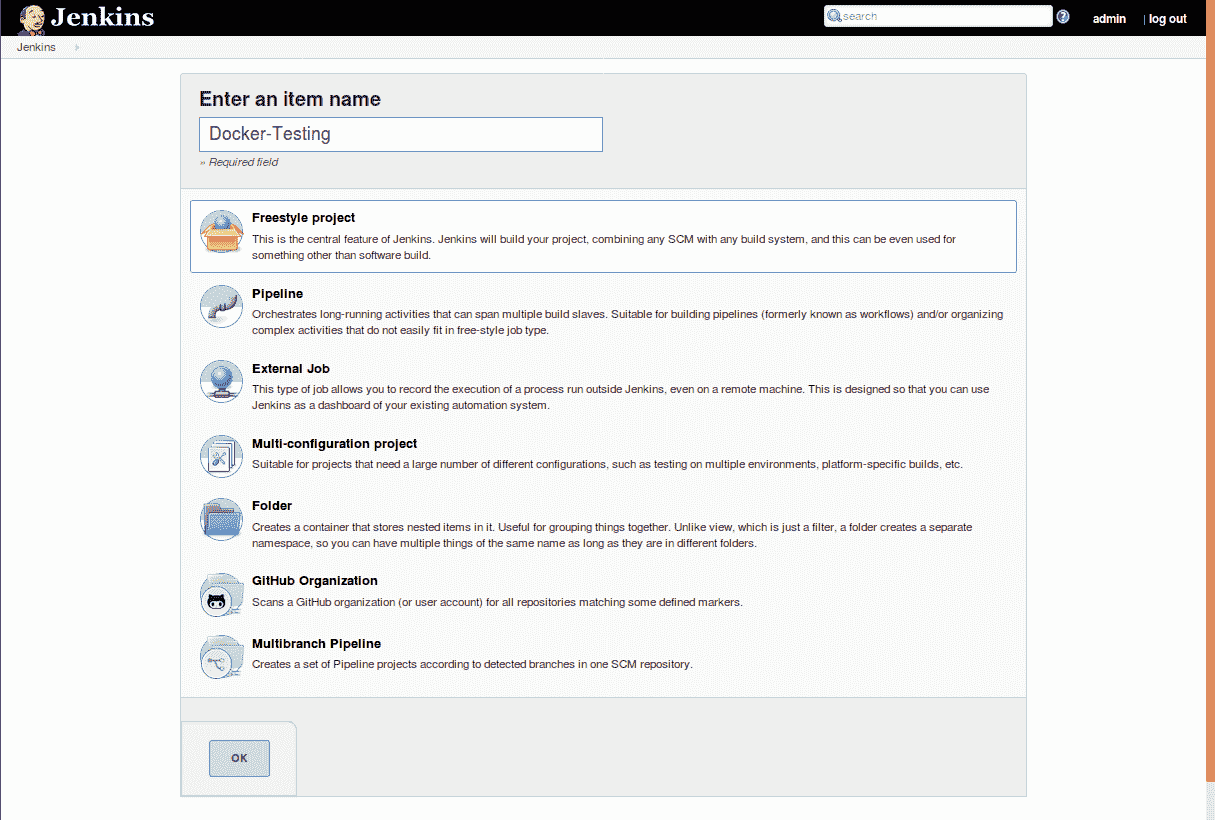 Jenkins
search
admin
| log out
Jenkins
Enter an item name
Docker-Testing
» Required field
Freestyle project
This is the central feature of Jenkins. Jenkins will build your project, combining any SCM with any build system, and this can be even used for
something other than software build.
Pipeline
Orchestrates long-running activities that can span multiple build slaves. Suitable for building pipelines (formerly known as workflows) and/or organizing
complex activities that do not easily fit in free-style job type.
External Job
This type of job allows you to record the execution of a process run outside Jenkins, even on a remote machine. This is designed so that you can use
Jenkins as a dashboard of your existing automation system.
Multi-configuration project
Suitable for projects that need a large number of different configurations, such as testing on multiple environments, platform-specific builds, etc.
Folder
Creates a container that stores nested items in it. Useful for grouping things together. Unlike view, which is just a filter, a folder creates a separate
namespace, so you can have multiple things of the same name as long as they are in different folders.
GitHub Organization
Scans a GitHub organization (or user account) for all repositories matching some defined markers.
Multibranch Pipeline
Creates a set of Pipeline projects according to detected branches in one SCM repository.
OK